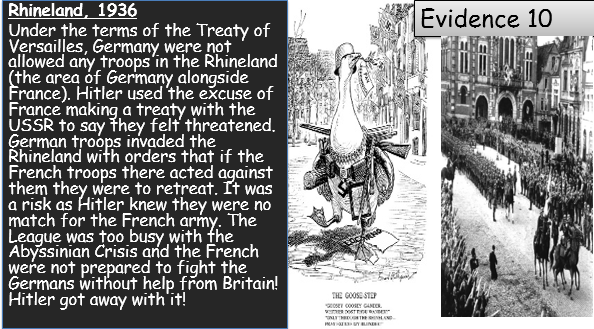 Rhineland, 1936
Under the terms of the Treaty of
Versailles, Germany were not
allowed any troops in the Rhineland
(the area of Germany alongside
France). Hitler used the excuse of
France making a treaty with the
USSR to say they felt threatened.
German troops invaded the
Rhineland with orders that if the
French troops there acted against
them they were to retreat. It was
a risk as Hitler knew they were no
match for the French army. The
League was too busy with the
Abyssinian Crisis and the French
were not prepared to fight the
Germans without help from Britain!
Hitler got away with it!
Evidence 10
THE GOOSE-STEP
"GOOSEY GOOSEY GANDER,
WHITHER DOST THOU WANDER?"
"ONLY THROUGH THE RHINELAND—
PRAY EXCUSE MY BLUNDER!"